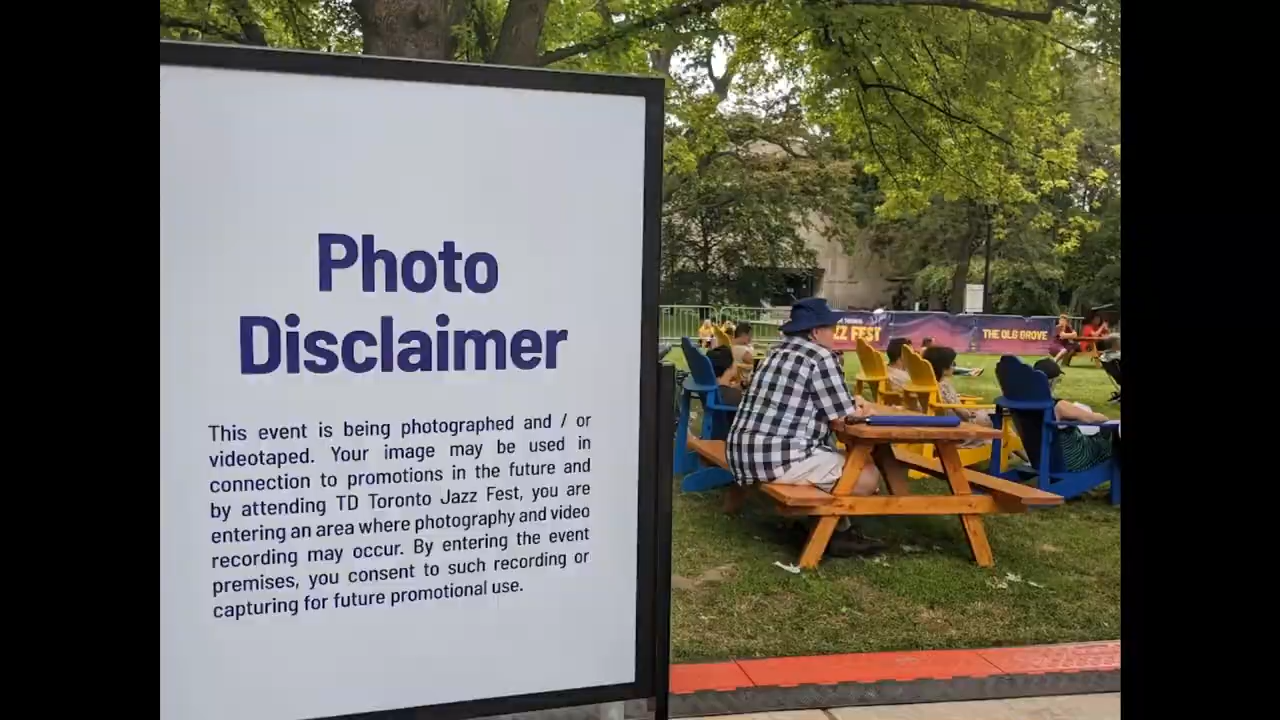 Photo
Disclaimer
This event is being photographed and / or
videotaped. Your image may be used in
connection to promotions in the future and
by attending TD Toronto Jazz Fest, you are
entering an area where photography and video
recording may occur. By entering the event
premises, you consent to such recording or
capturing for future promotional use.
TORONTO
ZZ FEST
THE OLG GROVE